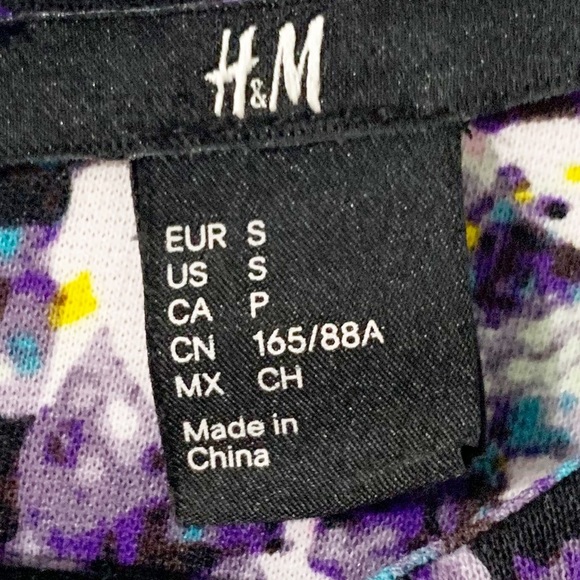 H&M
EUR S
US S
CA P
CN 165/88A
MX CH
Made in
China